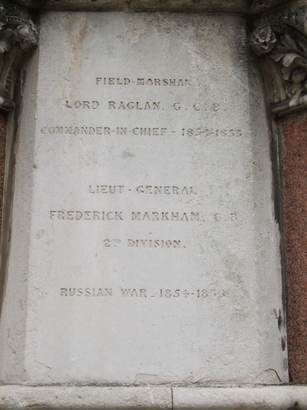 FIELD-MARSHAL
LORD RAGLAN. G.C.B.
COMMANDER-IN-CHIEF - 1854-1855
LIEUT-GENERAL
FREDERICK MARKHAM. C.B.
2ND DIVISION.
RUSSIAN WAR. 1854-1856